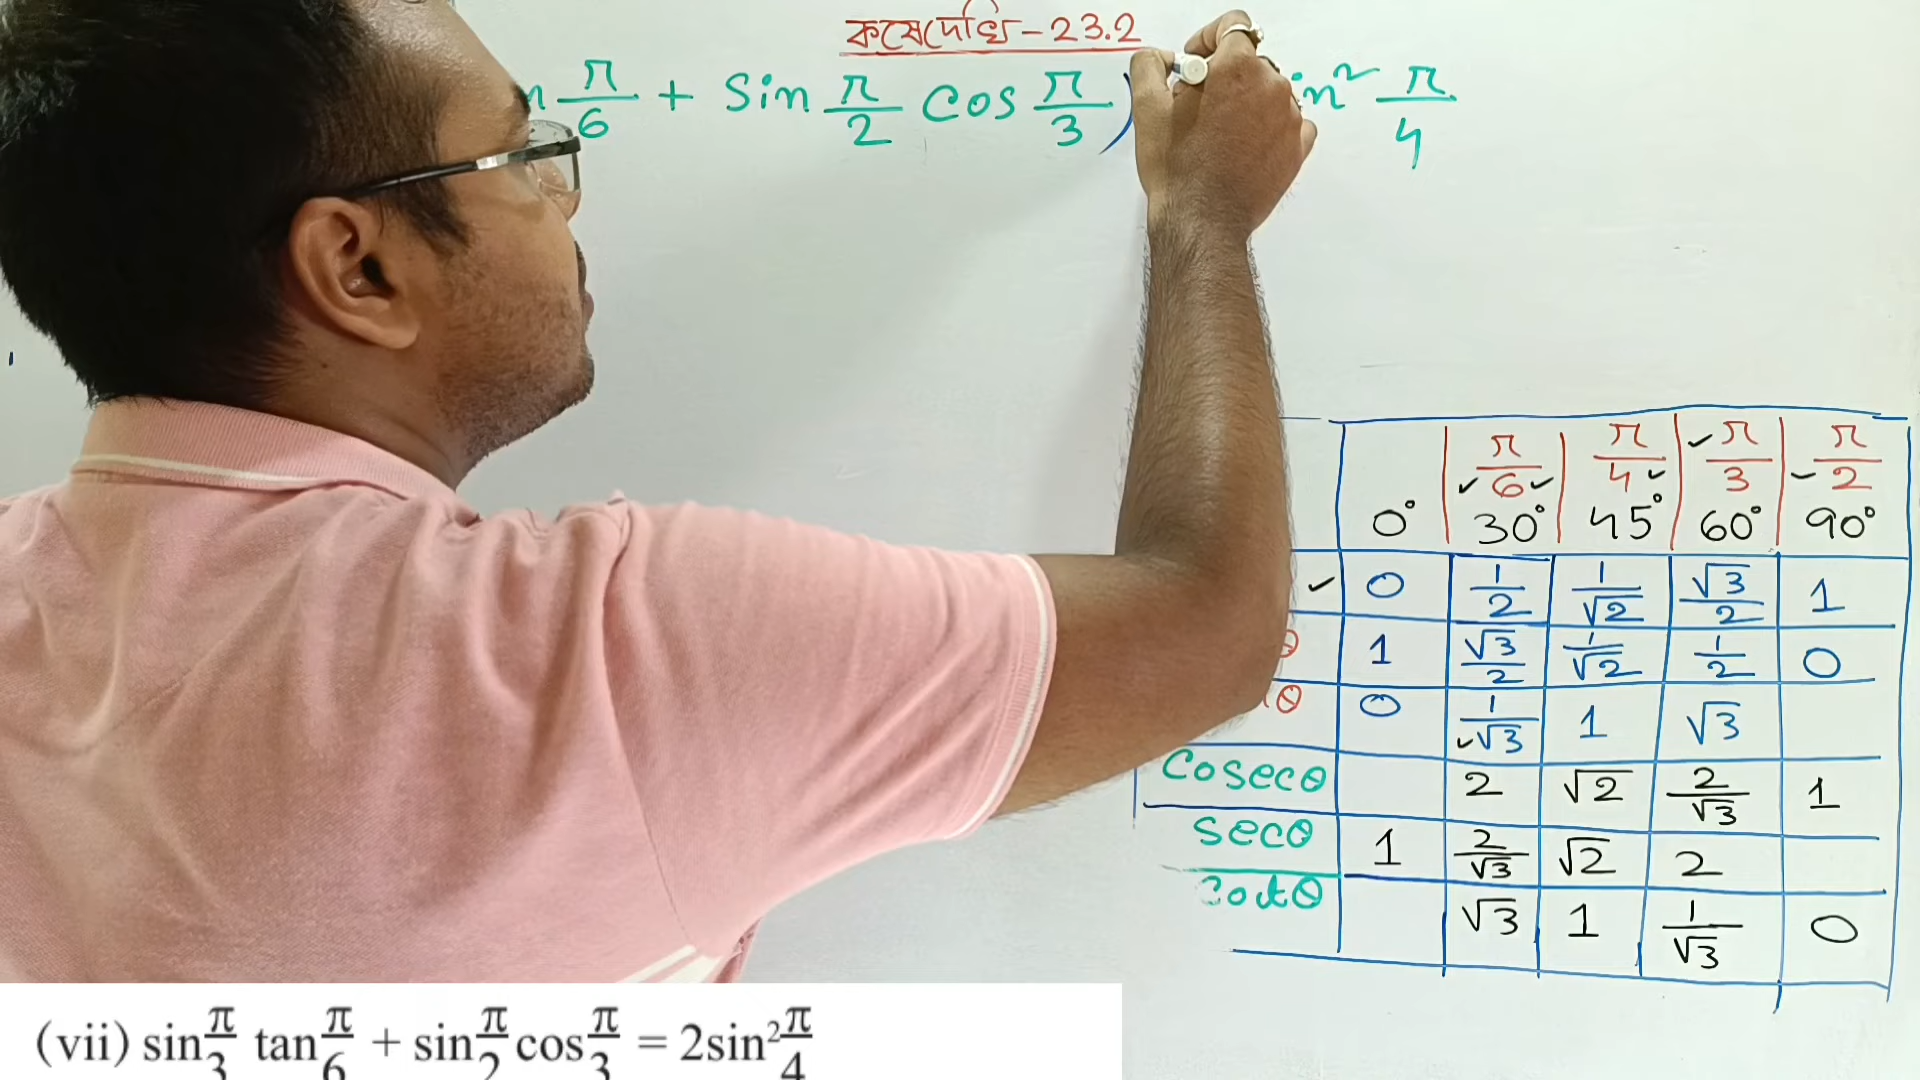 কষেদেখি - 23.2
π/6 + Sin π/2 Cos π/3) in² π/4
0° π/6 30° π/4 45° π/3 60° π/2 90°
0 1/2 1/√2 √3/2 1
θ 1 √3/2 1/√2 1/2 0
θ 0 1/√3 1 √3
Cosecθ 2 √2 2/√3 1
secθ 1 2/√3 √2 2
cotθ √3 1 1/√3 0
(vii) sin π/3 tan π/6 + sin π/2 cos π/3 = 2sin² π/4